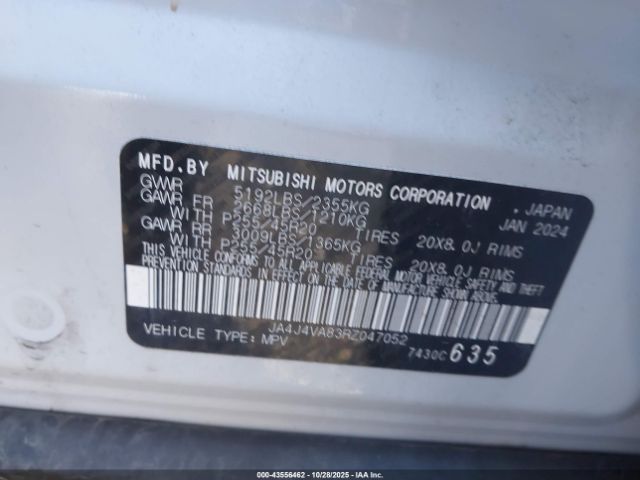 MFD.BY MITSUBISHI MOTORS CORPORATION . JAPAN
GVWR 5192LBS/2355KG JAN 2024
GAWR FR 2668LBS/1210KG
WITH P255/45R20 TIRES 20X8.0J RIMS
GAWR RR 3009LBS/1365KG
WITH P255/45R20 TIRES 20X8.0J RIMS
THIS VEHICLE CONFORMS TO ALL APPLICABLE FEDERAL MOTOR VEHICLE SAFETY AND THEFT
PREVENTION STANDARDS IN EFFECT ON THE DATE OF MANUFACTURE SHOWN ABOVE.
JA4J4VA83RZ047052
VEHICLE TYPE: MPV 7430C 635
000-43556462 | 10/28/2025 | IAA Inc.